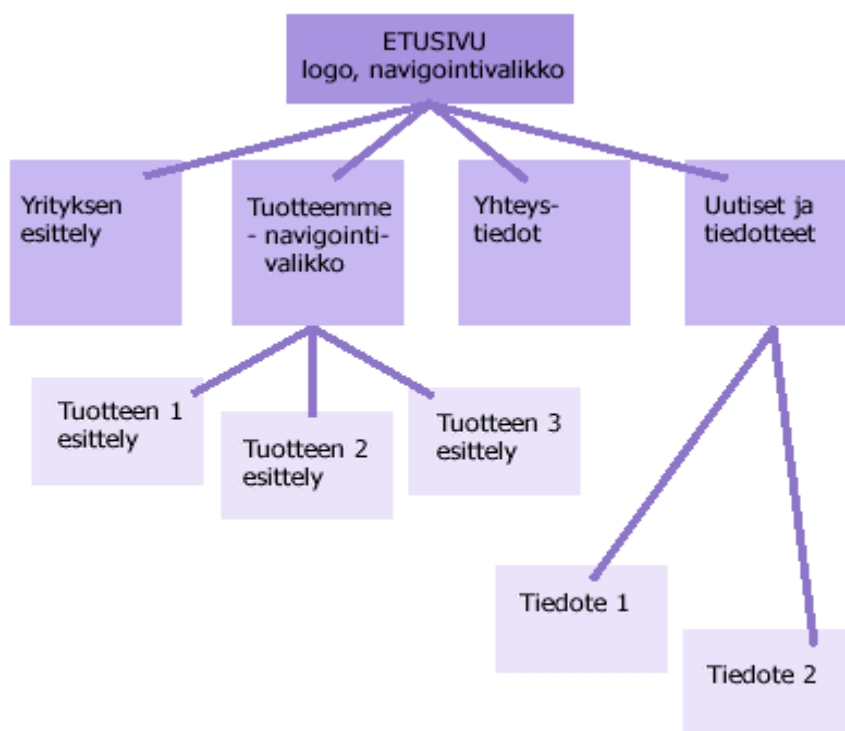 ETUSIVU
logo, navigointivalikko
Yrityksen
esittely
Tuotteemme
- navigointi-
valikko
Yhteys-
tiedot
Uutiset ja
tiedotteet
Tuotteen 1
esittely
Tuotteen 2
esittely
Tuotteen 3
esittely
Tiedote 1
Tiedote 2